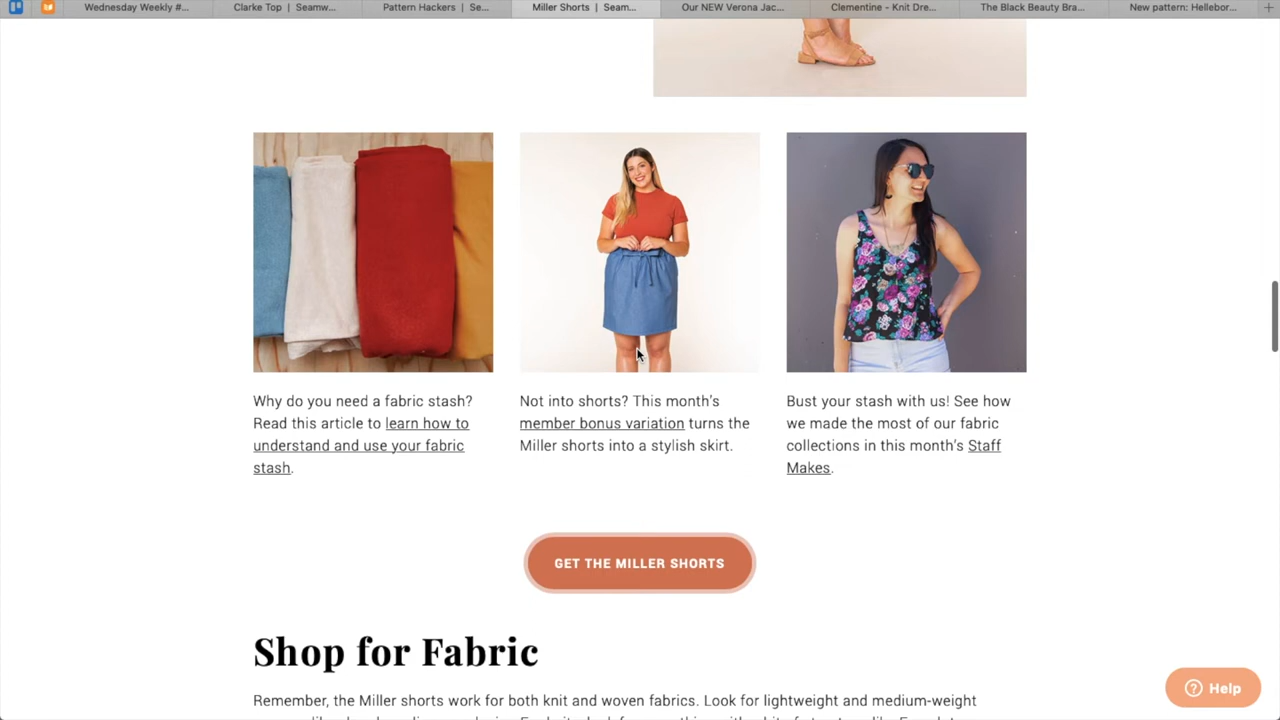 Wednesday Weekly #...
Clarke Top | Seamw...
Pattern Hackers | Se...
Miller Shorts | Seam...
Our NEW Verona Jac...
Clementine - Knit Dre...
The Black Beauty Bra...
New pattern: Hellebor...
Why do you need a fabric stash?
Read this article to learn how to
understand and use your fabric
stash.
Not into shorts? This month's
member bonus variation turns the
Miller shorts into a stylish skirt.
Bust your stash with us! See how
we made the most of our fabric
collections in this month's Staff
Makes.
GET THE MILLER SHORTS
Shop for Fabric
Remember, the Miller shorts work for both knit and woven fabrics. Look for lightweight and medium-weight
Help